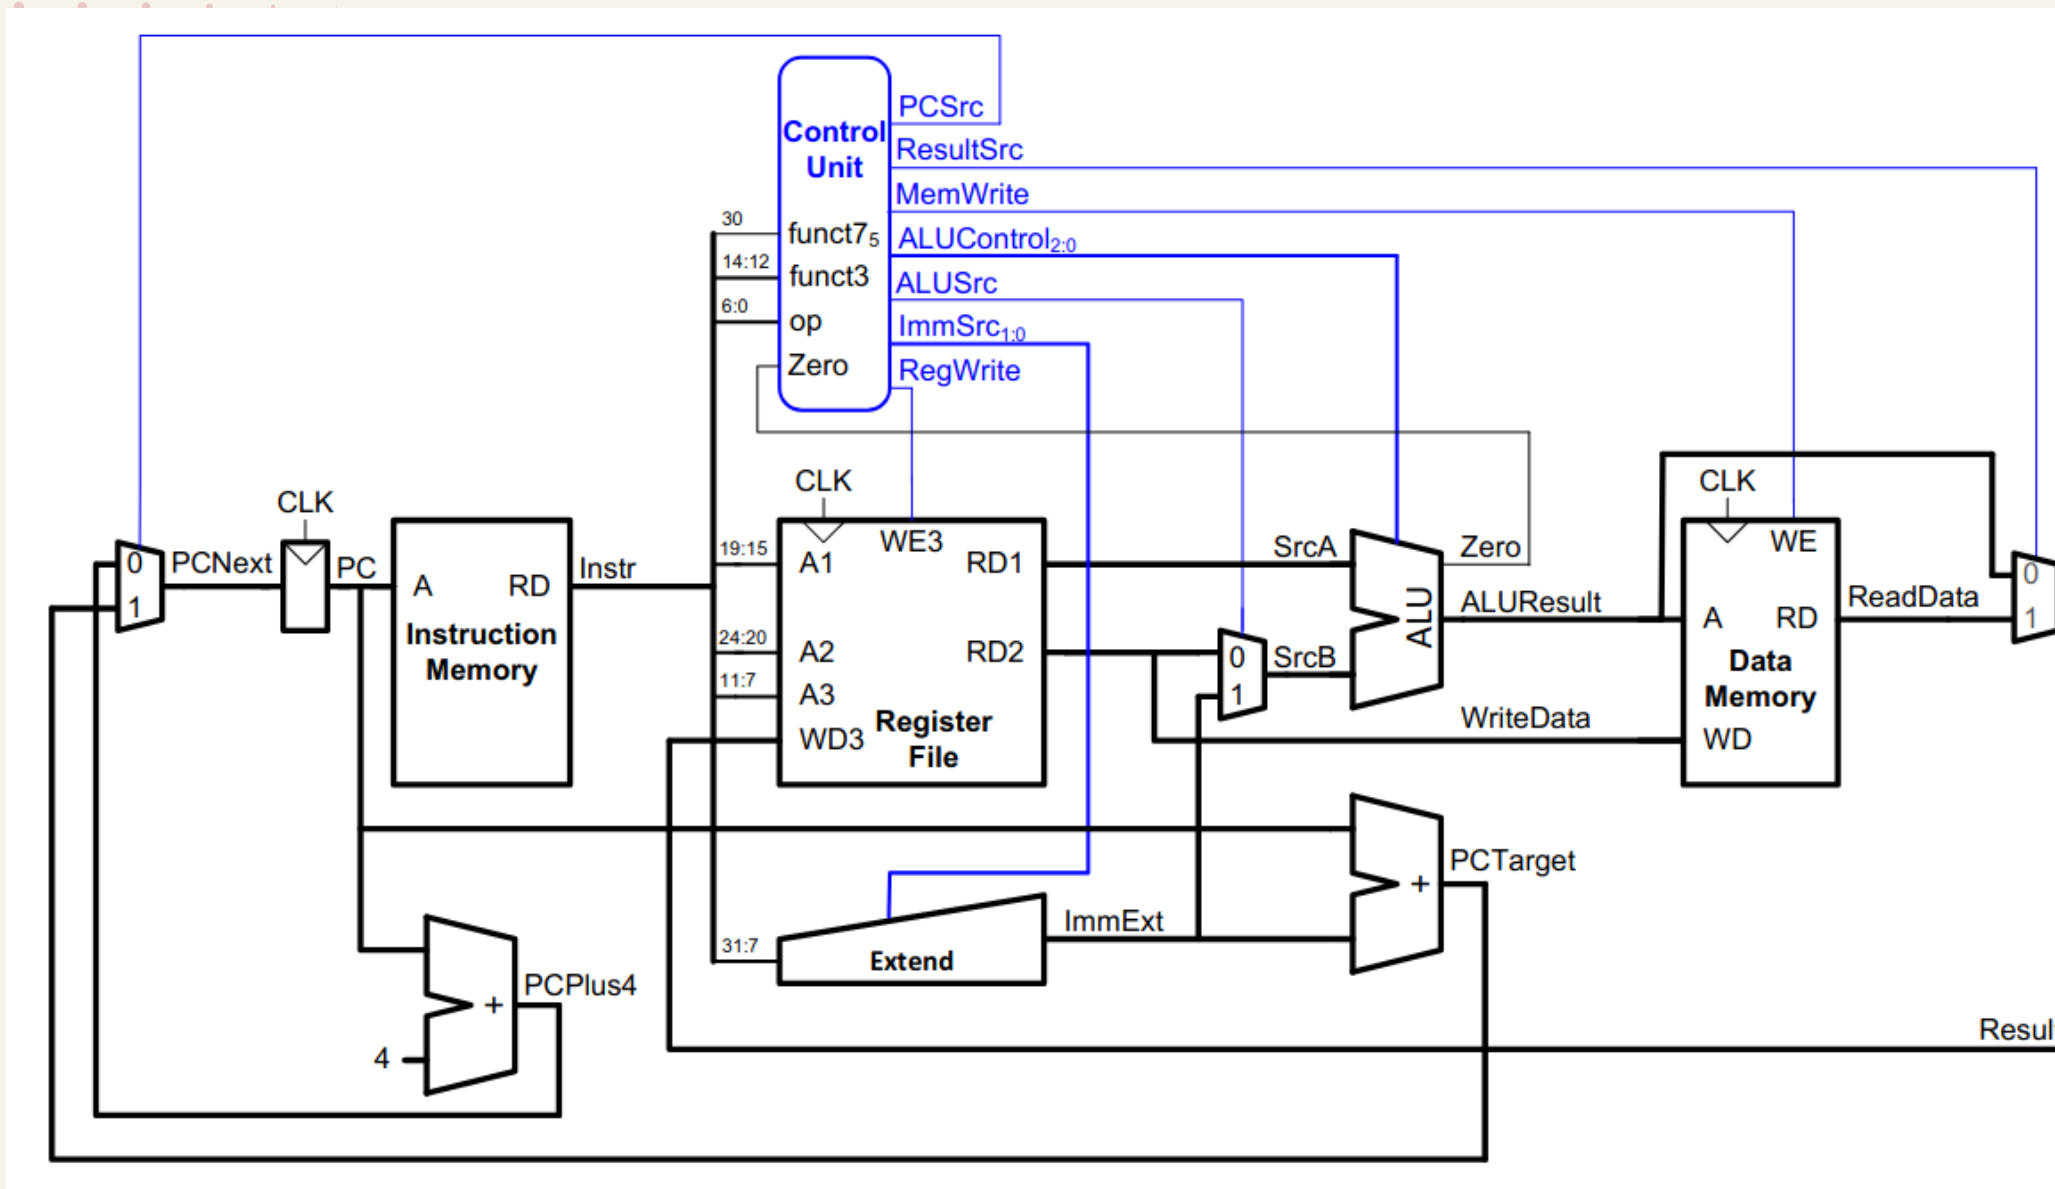 PCSrc
Control
Unit
ResultSrc
MemWrite
30
funct7₅
ALUControl₂:₀
14:12
funct3
ALUSrc
6:0
op
ImmSrc₁:₀
Zero
RegWrite
CLK
CLK
CLK
0
1
PCNext
PC
A
RD
Instruction
Memory
Instr
19:15
A1
WE3
RD1
SrcA
Zero
WE
0
1
ALU
ALUResult
A
RD
ReadData
24:20
A2
RD2
0
1
SrcB
Data
Memory
11:7
A3
Register
File
WD3
WriteData
WD
PCTarget
+
ImmExt
31:7
Extend
PCPlus4
+
4
Resul